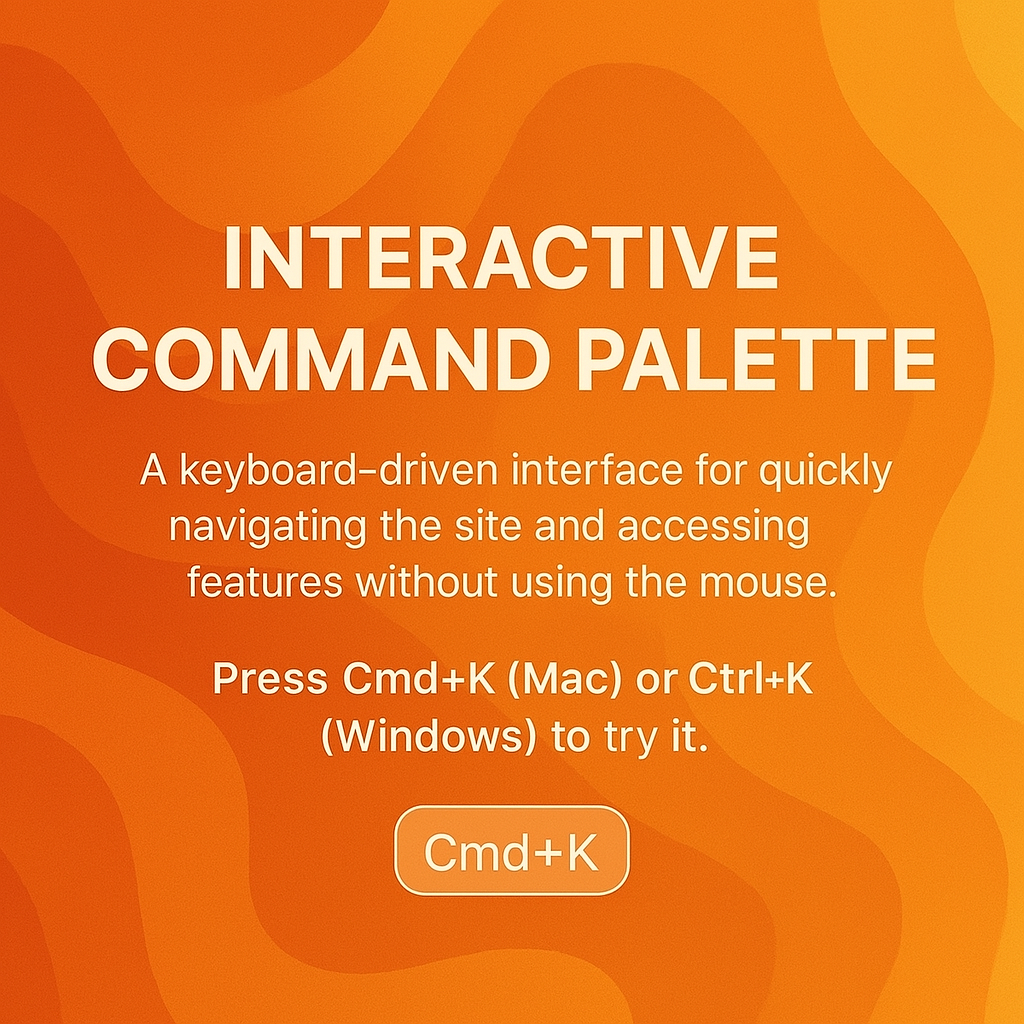 INTERACTIVE
COMMAND PALETTE
A keyboard-driven interface for quickly
navigating the site and accessing
features without using the mouse.
Press Cmd+K (Mac) or Ctrl+K
(Windows) to try it.
Cmd+K